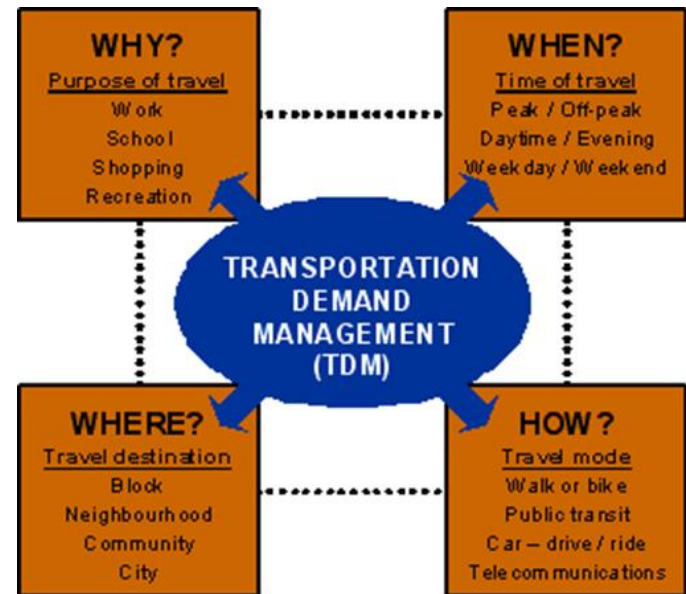 WHY?
Purpose of travel
Work
School
Shopping
Recreation
WHEN?
Time of travel
Peak / Off-peak
Daytime / Evening
Weekday / Weekend
TRANSPORTATION
DEMAND
MANAGEMENT
(TDM)
WHERE?
Travel destination
Block
Neighbourhood
Community
City
HOW?
Travel mode
Walk or bike
Public transit
Car – drive / ride
Telecommunications